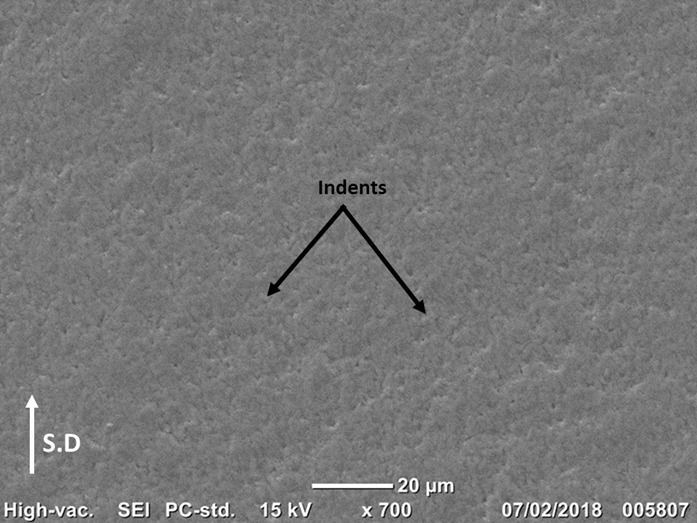 Indents
S.D
20 µm
High-vac. SEI PC-std. 15 kV x 700 07/02/2018 005807